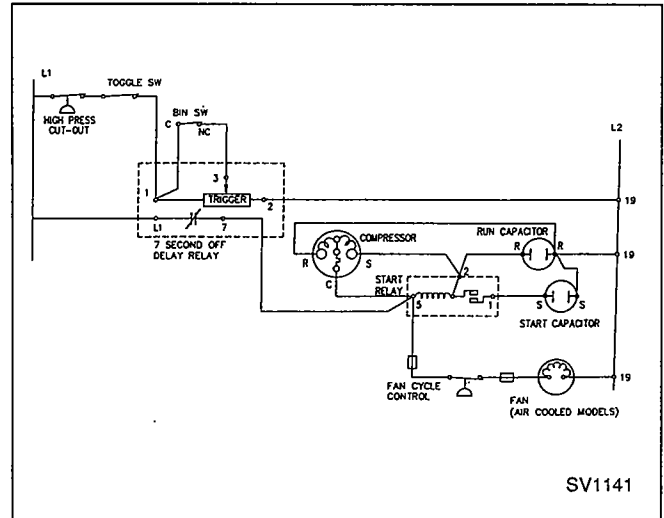 L1
TOGGLE SW
HIGH PRESS
CUT-OUT
BIN SW
C
NC
L2
3
1
TRIGGER
2
19
L1
7
7 SECOND OFF
DELAY RELAY
COMPRESSOR
RUN CAPACITOR
R
S
R
R
19
C
START
RELAY
2
5
1
S
S
START CAPACITOR
FAN CYCLE
CONTROL
FAN
(AIR COOLED MODELS)
19
SV1141